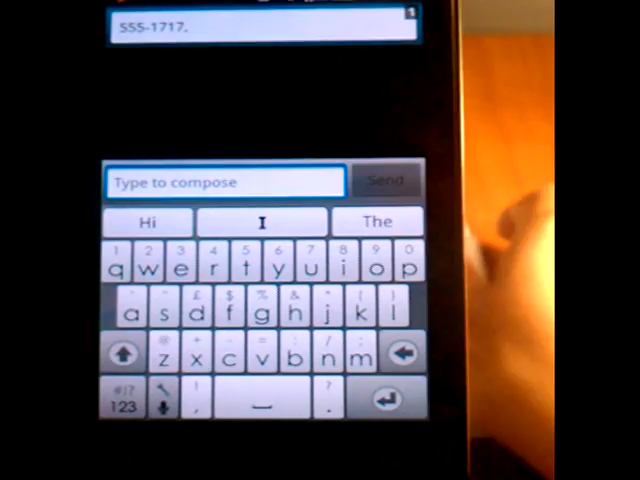 555-1717,
1
Type to compose
Send
Hi I The
1 2 3 4 5 6 7 8 9 0
q w e r t y u i o p
£ $ % & * ( )
a s d f g h j k l
@ + - = : / ;
z x c v b n m
#!? ! ?
123 , .